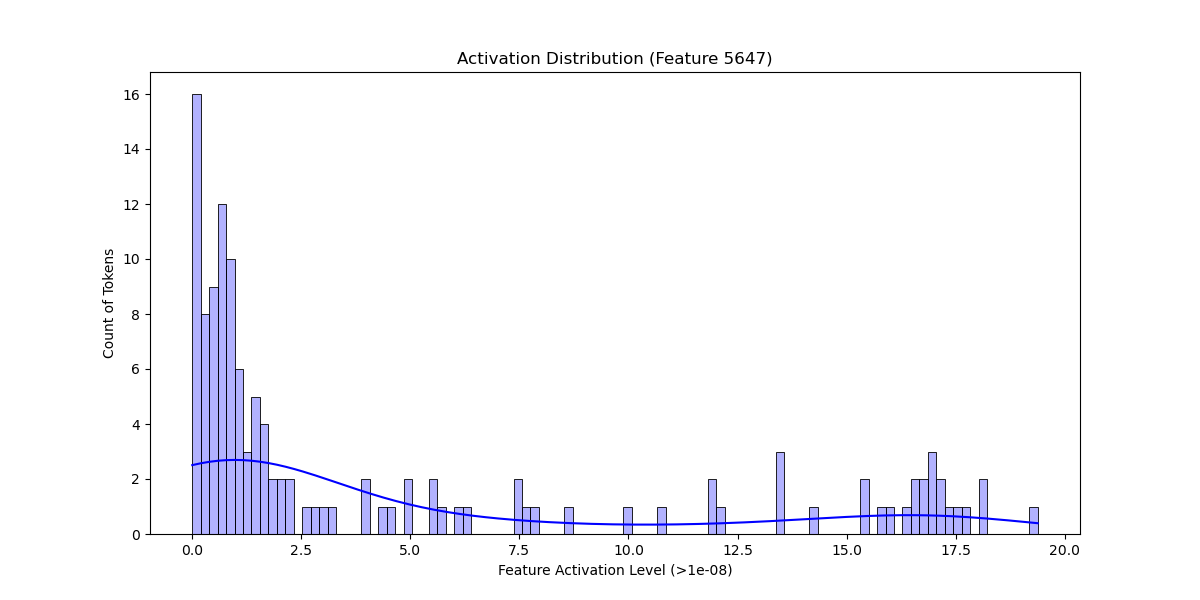 Activation Distribution (Feature 5647)
Count of Tokens
16
14
12
10
8
6
4
2
0
0.0 2.5 5.0 7.5 10.0 12.5 15.0 17.5 20.0
Feature Activation Level (>1e-08)